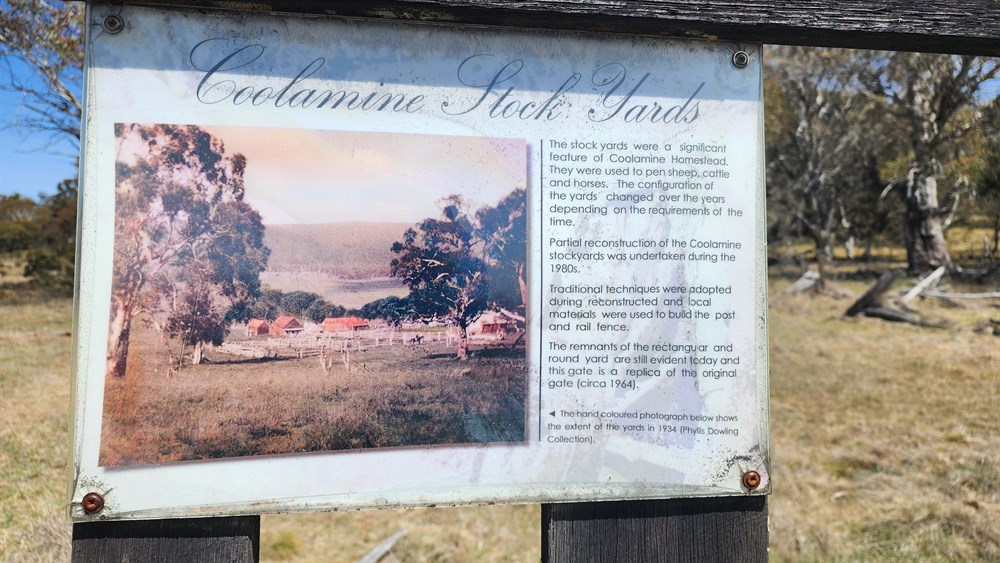 Coolamine Stock Yards
The stock yards were a significant
feature of Coolamine Homestead.
They were used to pen sheep, cattle
and horses. The configuration of
the yards changed over the years
depending on the requirements of the
time.
Partial reconstruction of the Coolamine
stockyards was undertaken during the
1980s.
Traditional techniques were adopted
during reconstructed and local
materials were used to build the post
and rail fence.
The remnants of the rectangular and
round yard are still evident today and
this gate is a replica of the original
gate (circa 1964).
◄ The hand coloured photograph below shows
the extent of the yards in 1934 (Phyllis Dowling
Collection).